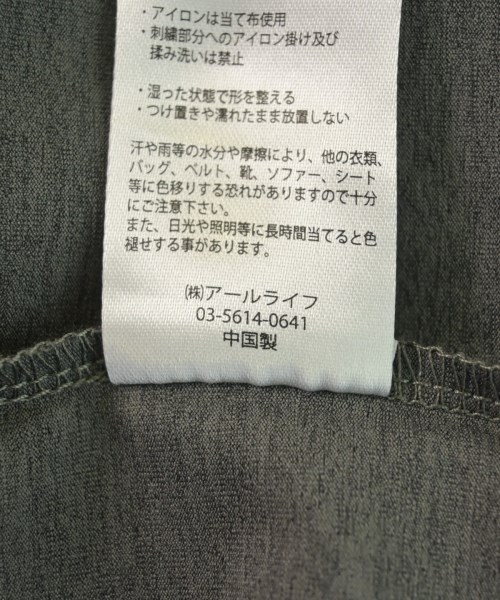 ・アイロンは当て布使用
・刺繍部分へのアイロン掛け及び
揉み洗いは禁止
・湿った状態で形を整える
・つけ置きや濡れたまま放置しない
汗や雨等の水分や摩擦により、他の衣類、
バッグ、ベルト、靴、ソファー、シート
等に色移りする恐れがありますので十分
にご注意下さい。
また、日光や照明等に長時間当てると色
褪せする事があります。
㈱アールライフ
03-5614-0641
中国製